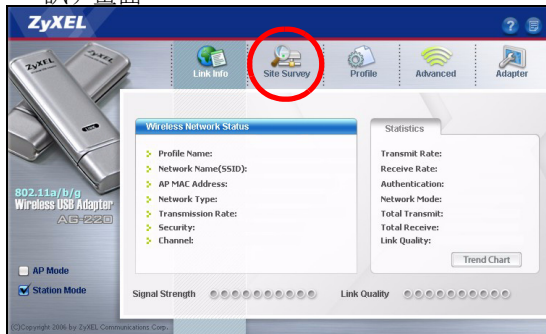 ZyXEL
Link Info
Site Survey
Profile
Advanced
Adapter
ZyXEL
ZyXEL
802.11a/b/g
Wireless USB Adapter
AG-220
AP Mode
Station Mode
Wireless Network Status
Profile Name:
Network Name(SSID):
AP MAC Address:
Network Type:
Transmission Rate:
Security:
Channel:
Statistics
Transmit Rate:
Receive Rate:
Authentication:
Network Mode:
Total Transmit:
Total Receive:
Link Quality:
Trend Chart
Signal Strength
Link Quality
(C)Copyright 2006 by ZyXEL Communications Corp.